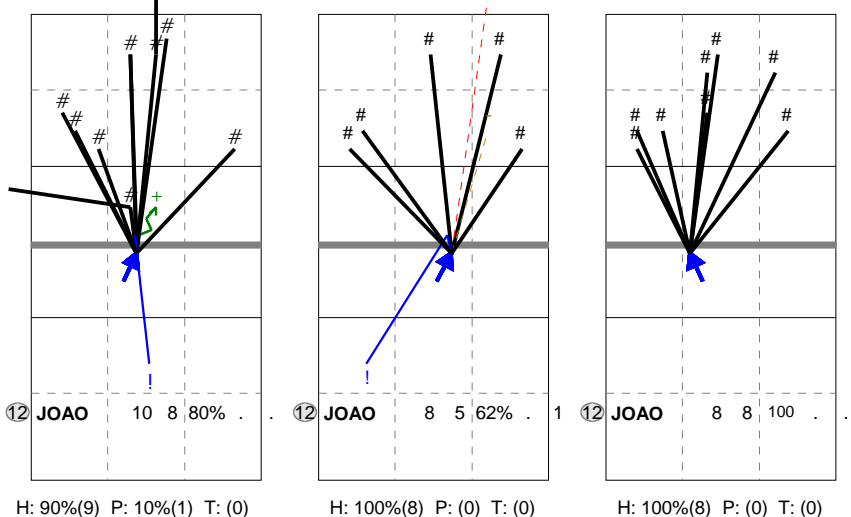 # # # # # # # # # + !
# # # # # - !
# # # # # # # #
12 JOAO 10 8 80% . .
12 JOAO 8 5 62% . 1
12 JOAO 8 8 100 . .
H: 90%(9) P: 10%(1) T: (0)
H: 100%(8) P: (0) T: (0)
H: 100%(8) P: (0) T: (0)